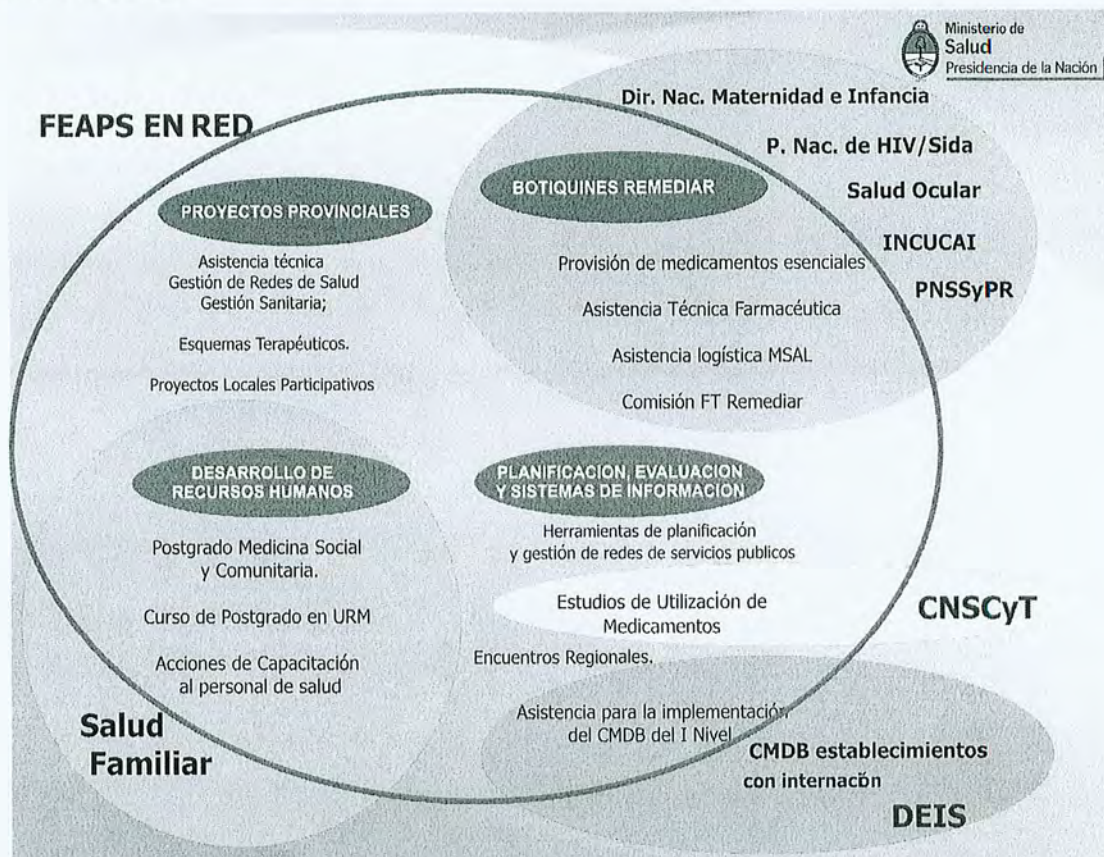 Ministerio de
Salud
Presidencia de la Nación
FEAPS EN RED
Dir. Nac. Maternidad e Infancia
P. Nac. de HIV/Sida
Salud Ocular
INCUCAI
PNSSyPR
PROYECTOS PROVINCIALES
Asistencia técnica
Gestión de Redes de Salud
Gestión Sanitaria;
Esquemas Terapéuticos.
Proyectos Locales Participativos
BOTIQUINES REMEDIAR
Provisión de medicamentos esenciales
Asistencia Técnica Farmacéutica
Asistencia logística MSAL
Comisión FT Remediar
DESARROLLO DE
RECURSOS HUMANOS
Postgrado Medicina Social
y Comunitaria.
Curso de Postgrado en URM
Acciones de Capacitación
al personal de salud
Salud
Familiar
PLANIFICACION, EVALUACION
Y SISTEMAS DE INFORMACIÓN
Herramientas de planificación
y gestión de redes de servicios publicos
Estudios de Utilización de
Medicamentos
CNSCyT
Encuentros Regionales.
Asistencia para la implementación
del CMDB del I Nivel
CMDB establecimientos
con internacón
DEIS